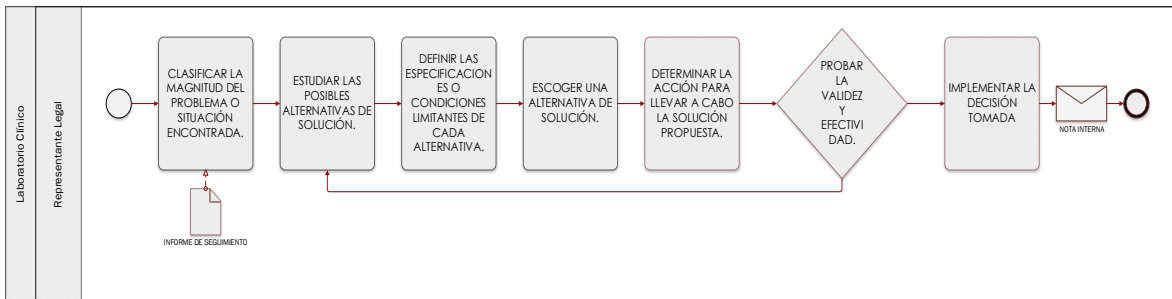 Laboratorio Clínico
Representante Legal
CLASIFICAR LA
MAGNITUD DEL
PROBLEMA O
SITUACIÓN
ENCONTRADA.
ESTUDIAR LAS
POSIBLES
ALTERNATIVAS DE
SOLUCIÓN.
DEFINIR LAS
ESPECIFICACION
ES O
CONDICIONES
LIMITANTES DE
CADA
ALTERNATIVA.
ESCOGER UNA
ALTERNATIVA DE
SOLUCIÓN.
DETERMINAR LA
ACCIÓN PARA
LLEVAR A CABO
LA SOLUCIÓN
PROPUESTA.
PROBAR
LA
VALIDEZ
Y
EFECTIVI
DAD.
IMPLEMENTAR LA
DECISIÓN
TOMADA
NOTA INTERNA
INFORME DE SEGUIMIENTO